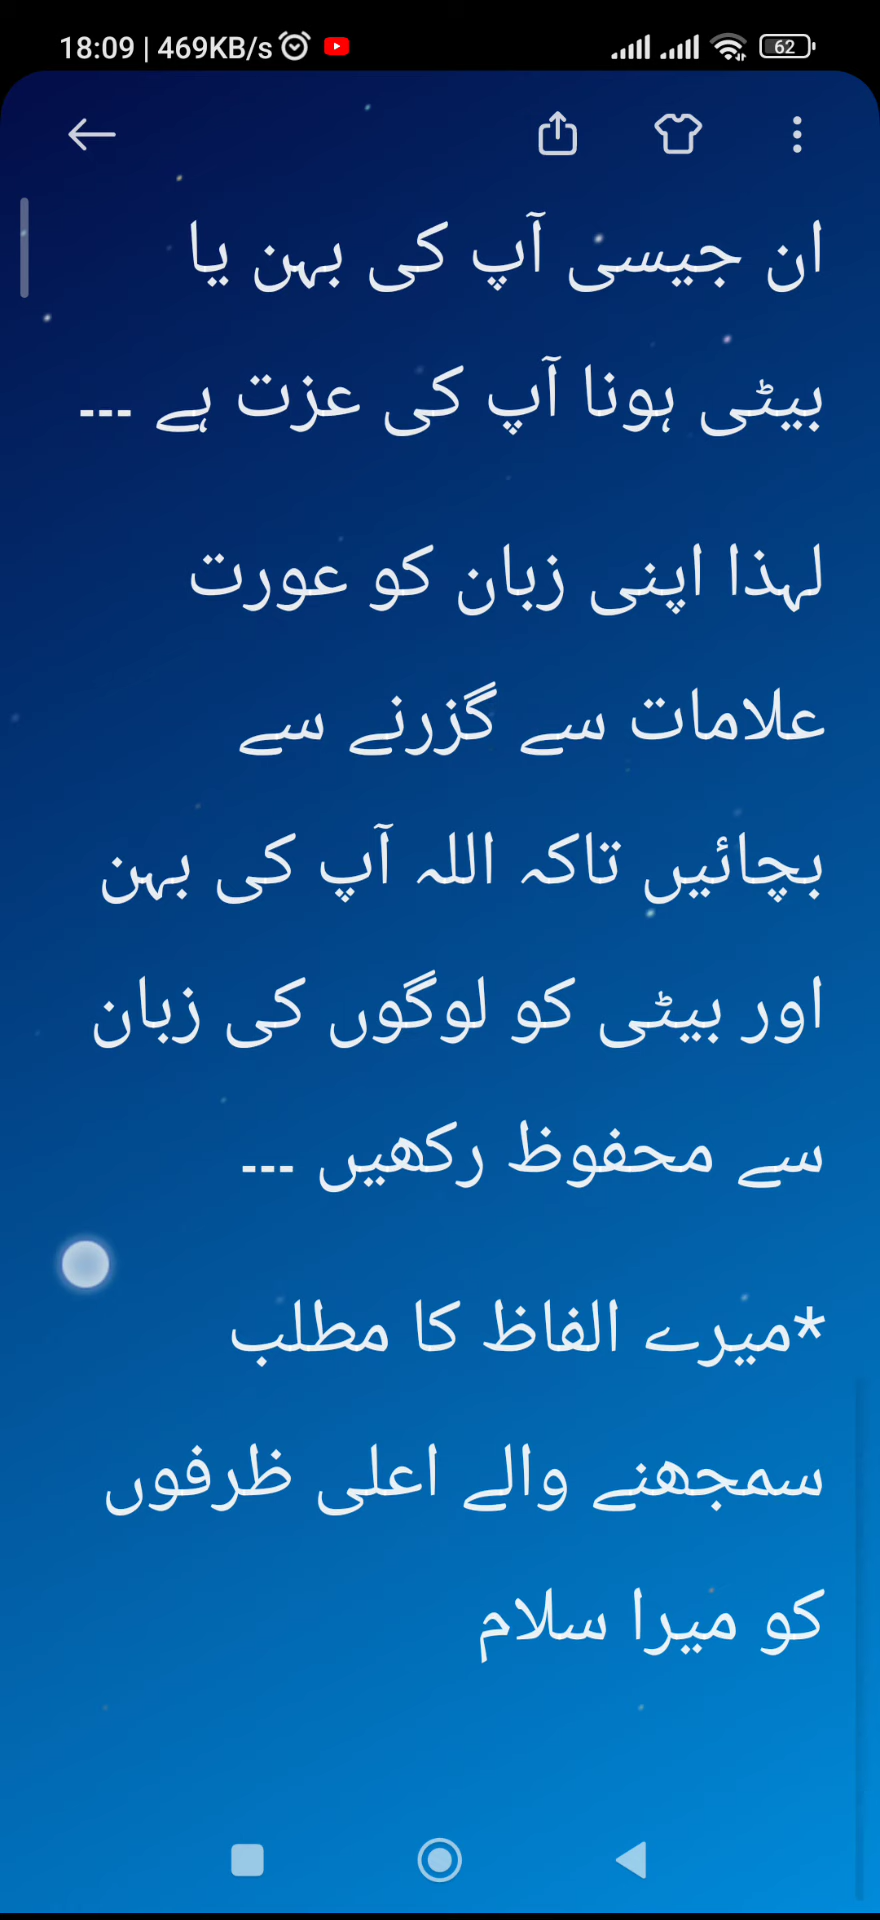 18:09 | 469KB/s
62
ان جیسی آپ کی بہن یا
بیٹی ہونا آپ کی عزت ہے ---
لہذا اپنی زبان کو عورت
علامات سے گزرنے سے
بچائیں تاکہ اللہ آپ کی بہن
اور بیٹی کو لوگوں کی زبان
سے محفوظ رکھیں ---
*میرے الفاظ کا مطلب
سمجھنے والے اعلی ظرفوں
کو میرا سلام